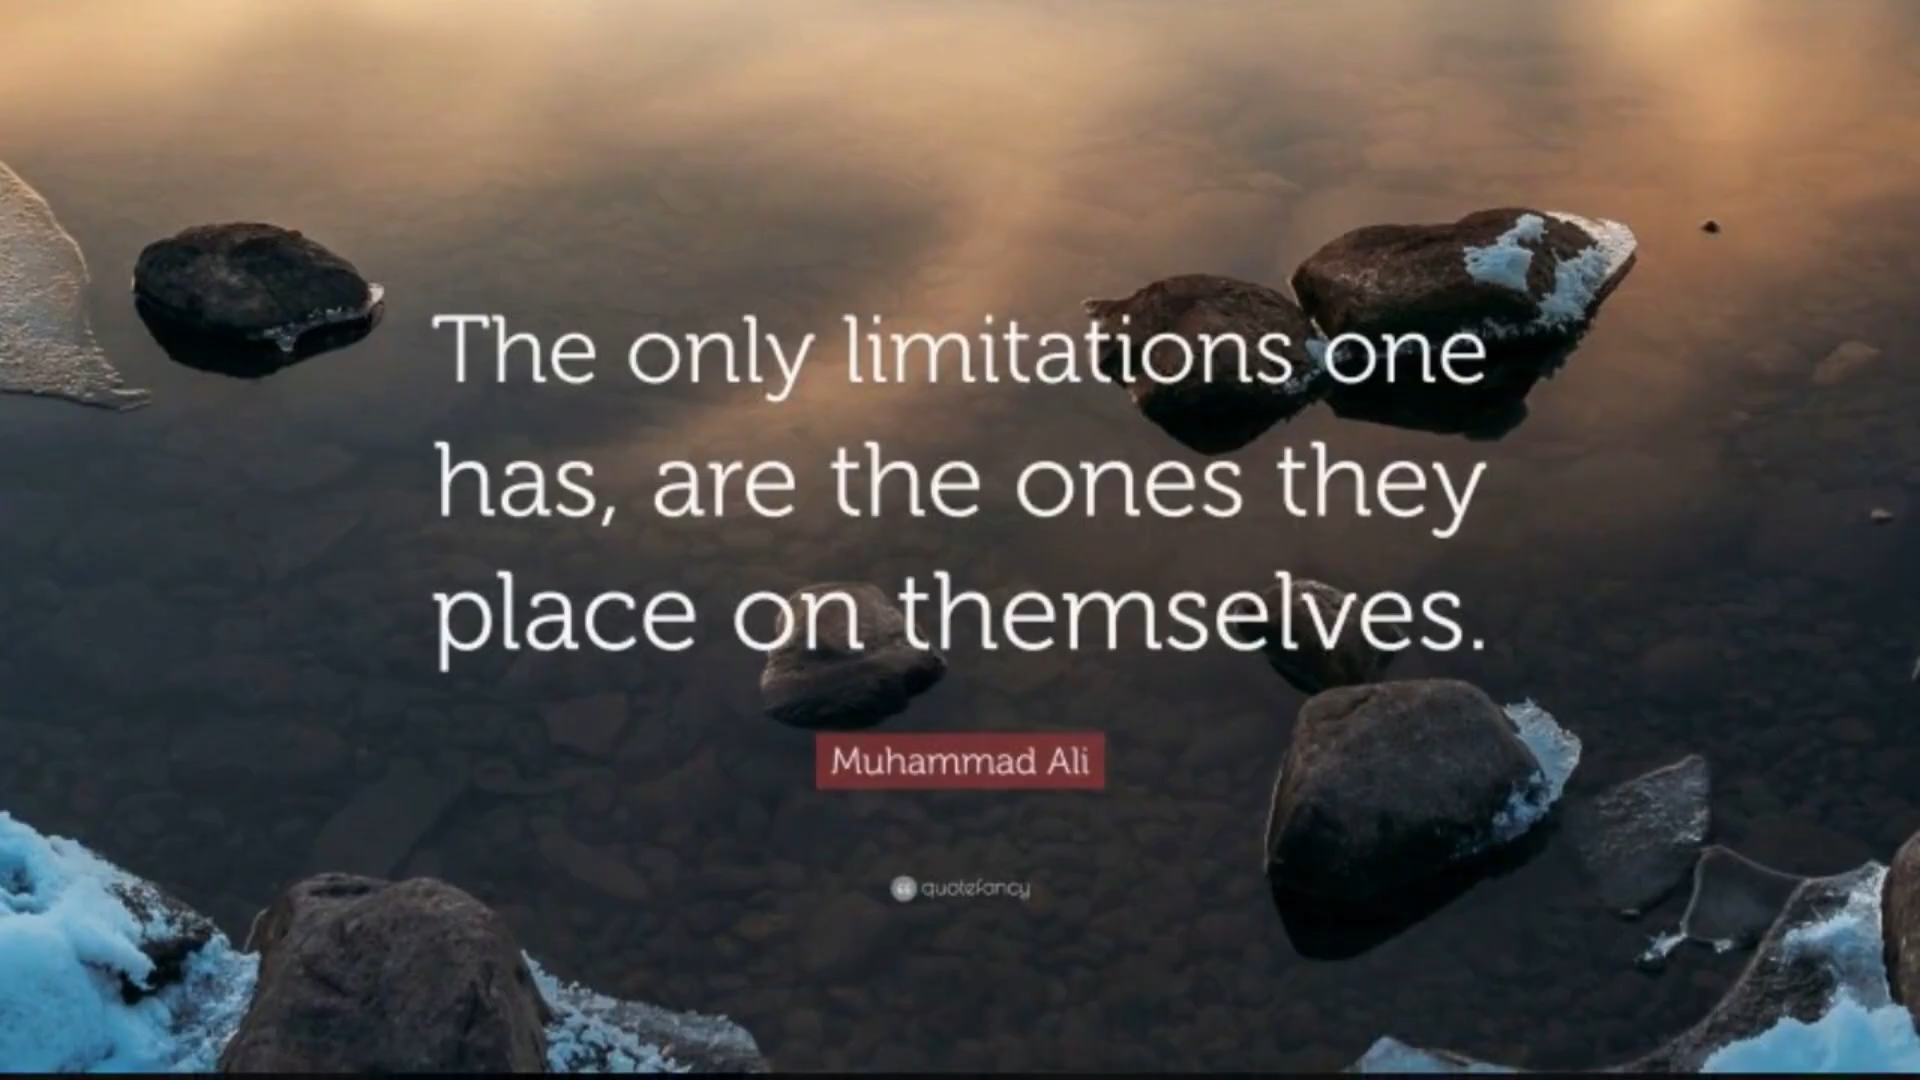 The only limitations one
has, are the ones they
place on themselves.
Muhammad Ali
quotefancy